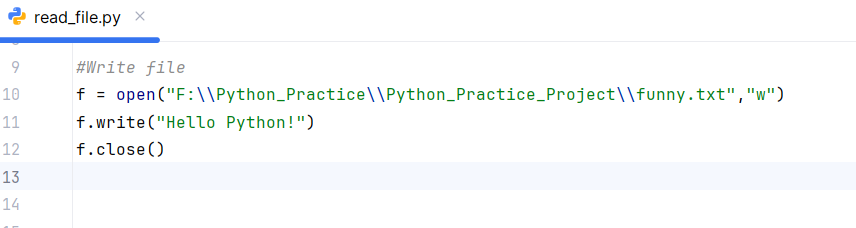 read_file.py
9 #Write file
10 f = open("F:\\Python_Practice\\Python_Practice_Project\\funny.txt","w")
11 f.write("Hello Python!")
12 f.close()
13
14